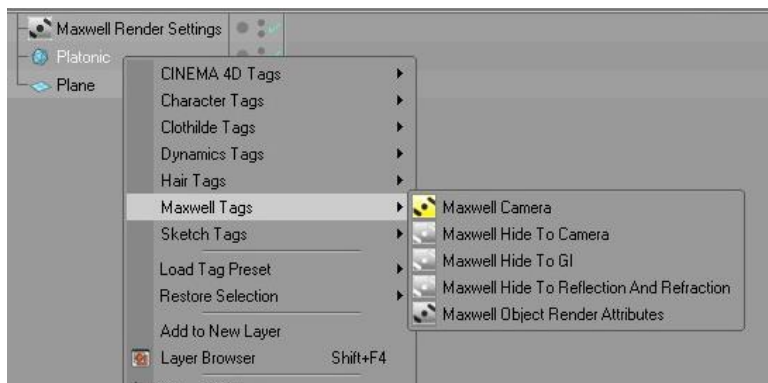 Maxwell Render Settings
Platonic
Plane
CINEMA 4D Tags
Character Tags
Clothilde Tags
Dynamics Tags
Hair Tags
Maxwell Tags
Sketch Tags
Load Tag Preset
Restore Selection
Add to New Layer
Layer Browser Shift+F4
Maxwell Camera
Maxwell Hide To Camera
Maxwell Hide To GI
Maxwell Hide To Reflection And Refraction
Maxwell Object Render Attributes